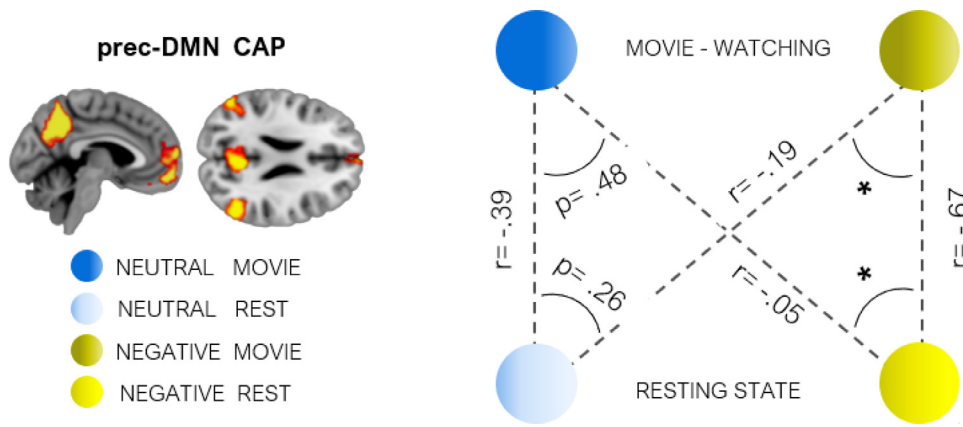 prec-DMN CAP
NEUTRAL MOVIE
NEUTRAL REST
NEGATIVE MOVIE
NEGATIVE REST
MOVIE - WATCHING
r= -.39
p= .48
r= -.19
*
r= -.67
p= .26
r= -.05
*
RESTING STATE